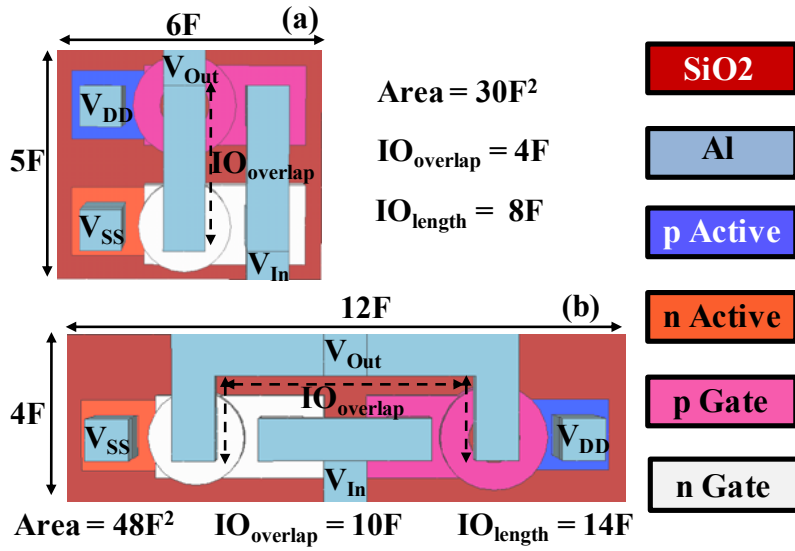 6F
(a)
5F
V_Out
V_DD
IO_overlap
V_SS
V_In
Area = 30F²
IO_overlap = 4F
IO_length = 8F
12F
(b)
4F
V_Out
IO_overlap
V_SS
V_DD
V_In
Area = 48F² IO_overlap = 10F IO_length = 14F
SiO2
Al
p Active
n Active
p Gate
n Gate